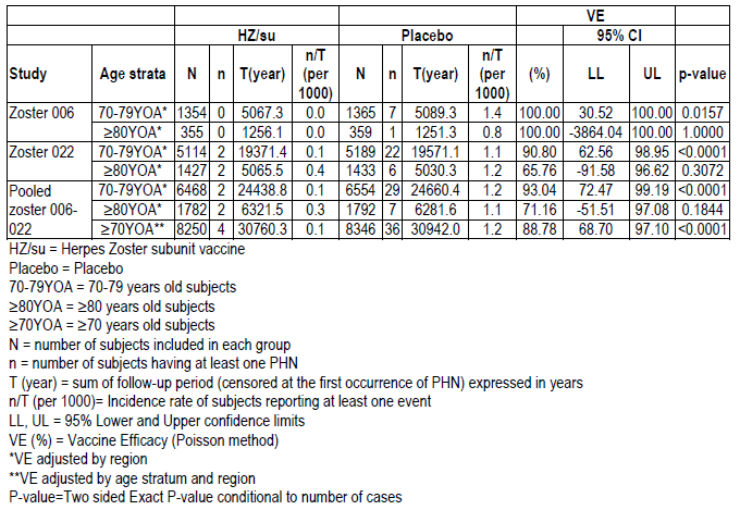 VE
HZ/su Placebo 95% CI
Study Age strata N n T(year) n/T (per 1000) N n T(year) n/T (per 1000) (%) LL UL p-value
Zoster 006 70-79YOA* 1354 0 5067.3 0.0 1365 7 5089.3 1.4 100.00 30.52 100.00 0.0157
≥80YOA* 355 0 1256.1 0.0 359 1 1251.3 0.8 100.00 -3864.04 100.00 1.0000
Zoster 022 70-79YOA* 5114 2 19371.4 0.1 5189 22 19571.1 1.1 90.80 62.56 98.95 <0.0001
≥80YOA* 1427 2 5065.5 0.4 1433 6 5030.3 1.2 65.76 -91.58 96.62 0.3072
Pooled zoster 006-022 70-79YOA* 6468 2 24438.8 0.1 6554 29 24660.4 1.2 93.04 72.47 99.19 <0.0001
≥80YOA* 1782 2 6321.5 0.3 1792 7 6281.6 1.1 71.16 -51.51 97.08 0.1844
≥70YOA** 8250 4 30760.3 0.1 8346 36 30942.0 1.2 88.78 68.70 97.10 <0.0001
HZ/su = Herpes Zoster subunit vaccine
Placebo = Placebo
70-79YOA = 70-79 years old subjects
≥80YOA = ≥80 years old subjects
≥70YOA = ≥70 years old subjects
N = number of subjects included in each group
n = number of subjects having at least one PHN
T (year) = sum of follow-up period (censored at the first occurrence of PHN) expressed in years
n/T (per 1000)= Incidence rate of subjects reporting at least one event
LL, UL = 95% Lower and Upper confidence limits
VE (%) = Vaccine Efficacy (Poisson method)
*VE adjusted by region
**VE adjusted by age stratum and region
P-value=Two sided Exact P-value conditional to number of cases